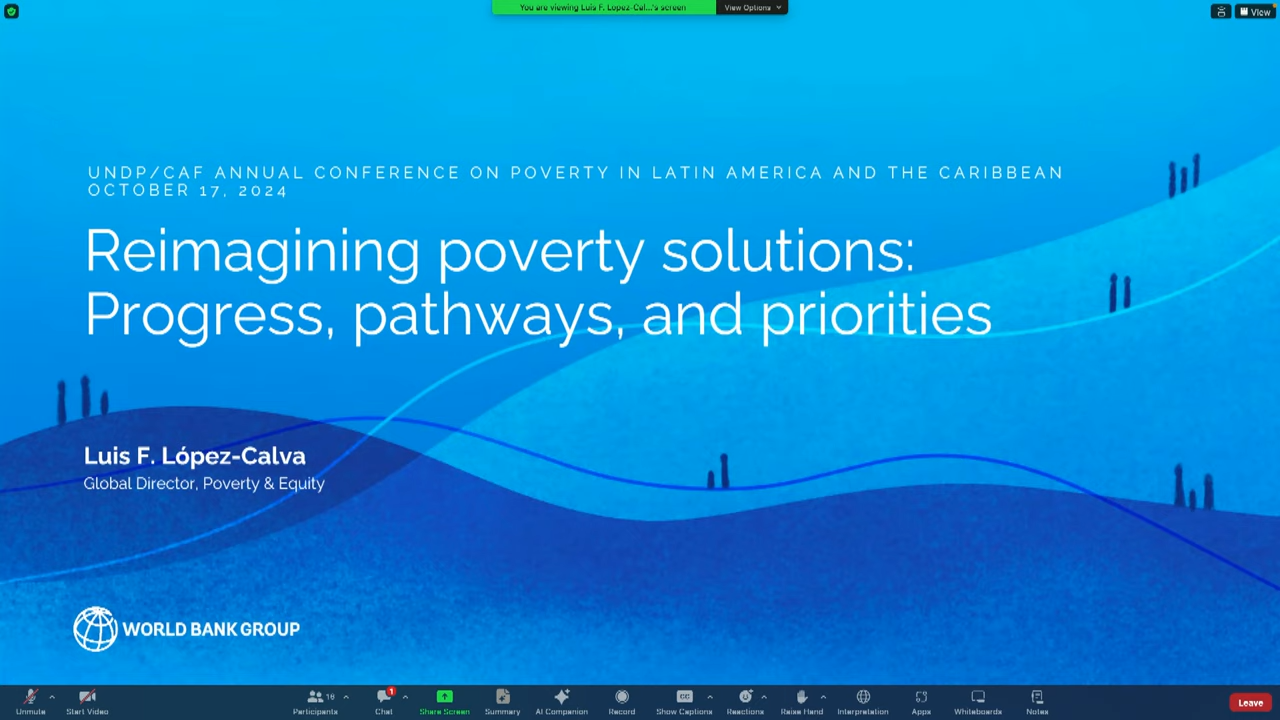 You are viewing Luis F. Lopez-Cal...'s screen
View Options
View
UNDP/CAF ANNUAL CONFERENCE ON POVERTY IN LATIN AMERICA AND THE CARIBBEAN
OCTOBER 17, 2024
Reimagining poverty solutions:
Progress, pathways, and priorities
Luis F. López-Calva
Global Director, Poverty & Equity
WORLD BANK GROUP
Unmute
Start Video
16
Participants
1
Chat
Share Screen
Summary
AI Companion
Record
CC
Show Captions
Reactions
Raise Hand
Interpretation
Apps
Whiteboards
Notes
Leave